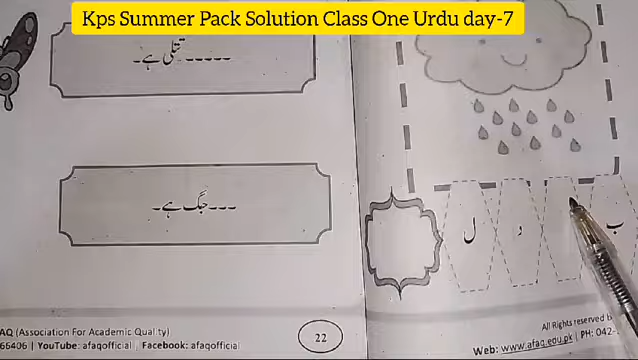 Kps Summer Pack Solution Class One Urdu day-7
۔۔۔۔۔ تتلی ہے۔
۔۔۔ جگ ہے۔
ب
د
ل
AQ (Association For Academic Quality)
66406 | YouTube: afaqofficial | Facebook: afaqofficial
22
All Rights reserved b
Web: www.afaq.edu.pk | PH: 042-